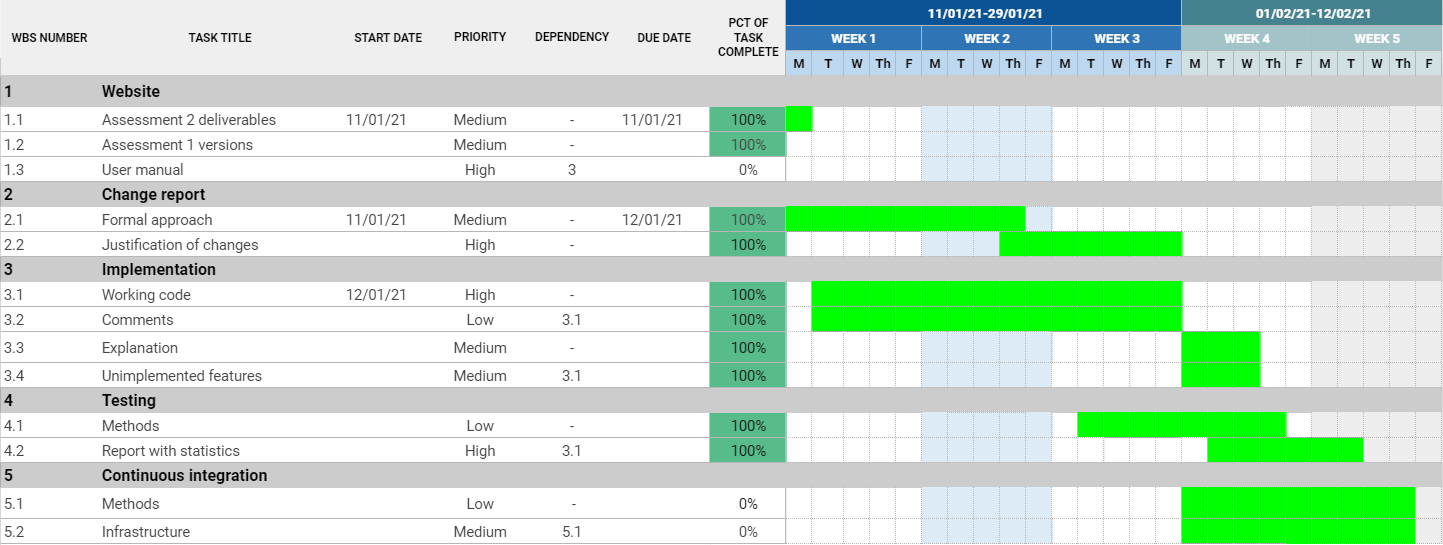 11/01/21-29/01/21 01/02/21-12/02/21
WBS NUMBER TASK TITLE START DATE PRIORITY DEPENDENCY DUE DATE PCT OF TASK COMPLETE WEEK 1 WEEK 2 WEEK 3 WEEK 4 WEEK 5
M T W Th F M T W Th F M T W Th F M T W Th F M T W Th F
1 Website
1.1 Assessment 2 deliverables 11/01/21 Medium - 11/01/21 100%
1.2 Assessment 1 versions Medium - 100%
1.3 User manual High 3 0%
2 Change report
2.1 Formal approach 11/01/21 Medium - 12/01/21 100%
2.2 Justification of changes High - 100%
3 Implementation
3.1 Working code 12/01/21 High - 100%
3.2 Comments Low 3.1 100%
3.3 Explanation Medium - 100%
3.4 Unimplemented features Medium 3.1 100%
4 Testing
4.1 Methods Low - 100%
4.2 Report with statistics High 3.1 100%
5 Continuous integration
5.1 Methods Low - 0%
5.2 Infrastructure Medium 5.1 0%